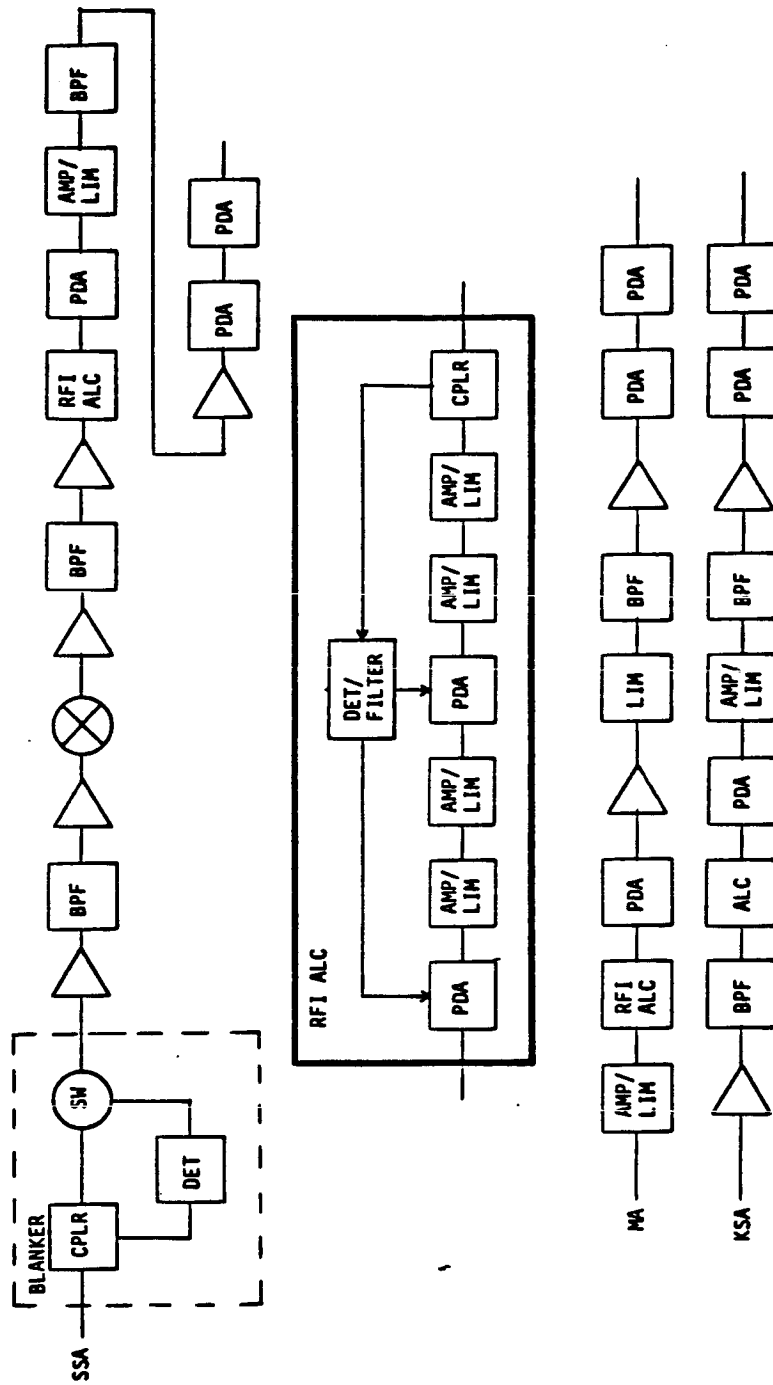 SSA
BLANKER
CPLR
SW
DET
BPF
BPF
RFI
ALC
PDA
AMP/
LIM
BPF
PDA
PDA
RFI ALC
DET/
FILTER
PDA
AMP/
LIM
AMP/
LIM
PDA
AMP/
LIM
AMP/
LIM
CPLR
MA
AMP/
LIM
RFI
ALC
PDA
LIM
BPF
PDA
PDA
KSA
BPF
ALC
PDA
AMP/
LIM
BPF
PDA
PDA